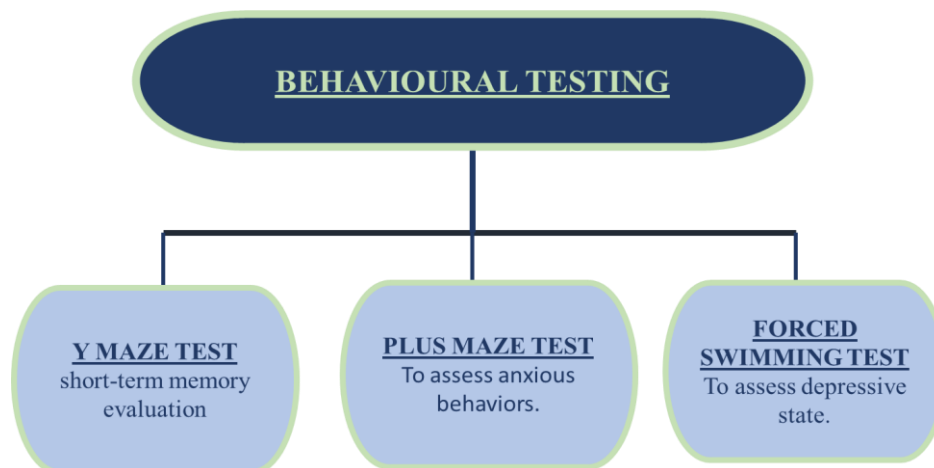 BEHAVIOURAL TESTING
Y MAZE TEST
short-term memory
evaluation
PLUS MAZE TEST
To assess anxious
behaviors.
FORCED
SWIMMING TEST
To assess depressive
state.